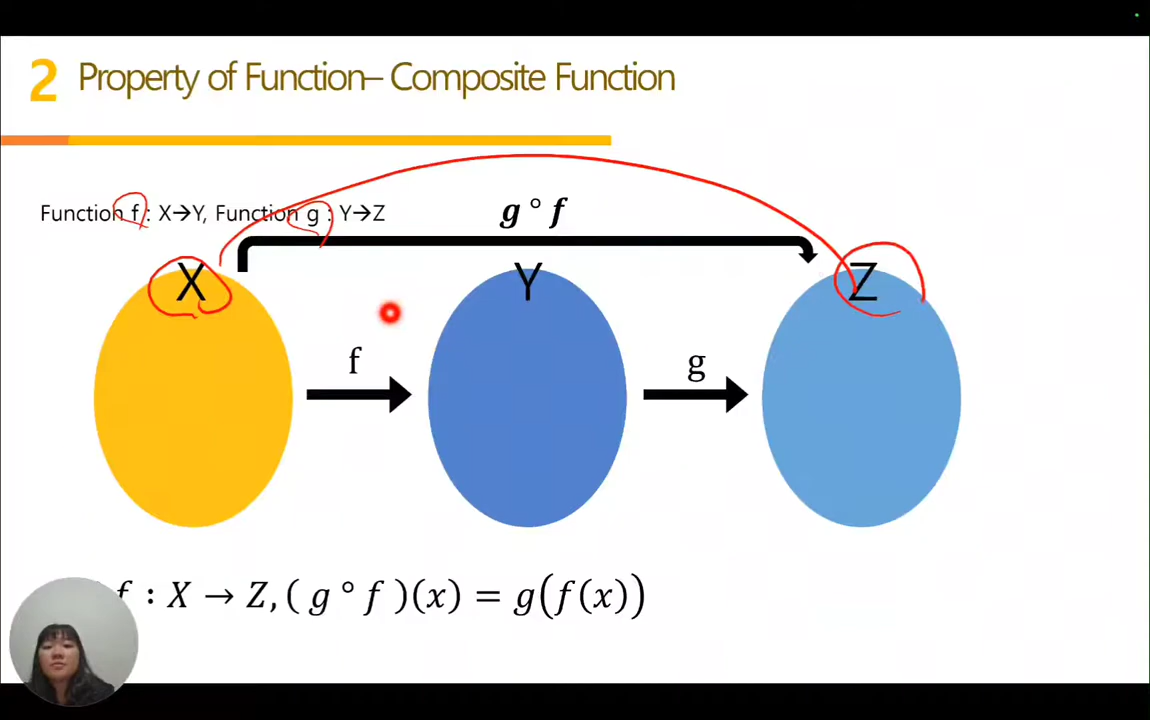 2 Property of Function– Composite Function
Function f : X→Y, Function g : Y→Z
g ∘ f
X
Y
Z
f
g
f : X → Z, ( g ∘ f )(x) = g(f(x))